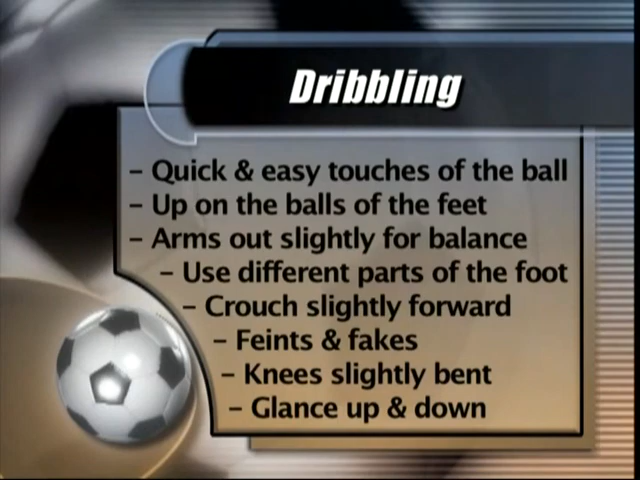 Dribbling
– Quick & easy touches of the ball
– Up on the balls of the feet
– Arms out slightly for balance
– Use different parts of the foot
– Crouch slightly forward
– Feints & fakes
– Knees slightly bent
– Glance up & down